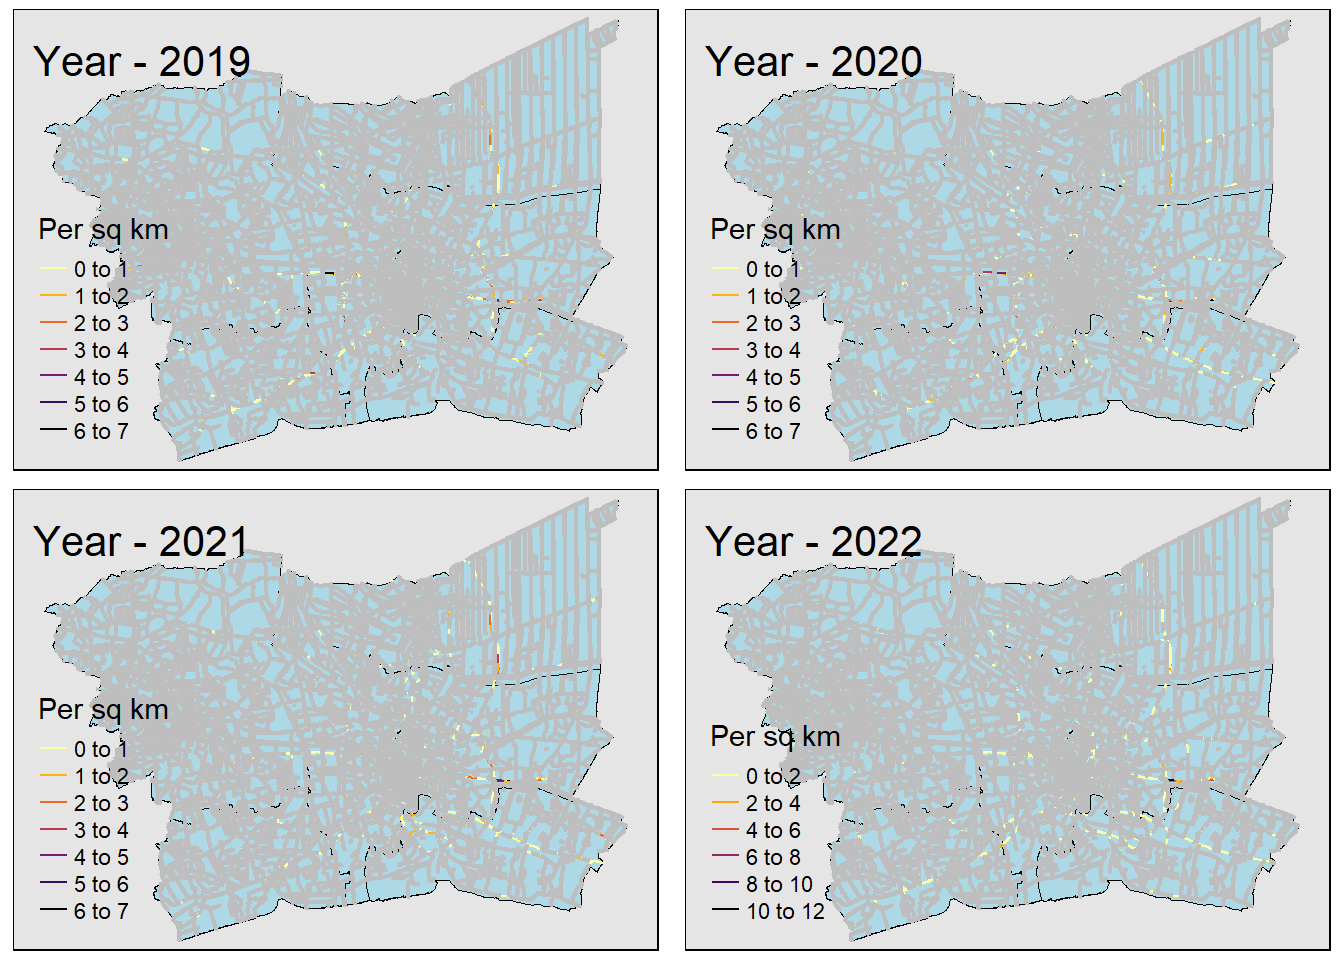 Year - 2019
Per sq km
0 to 1
1 to 2
2 to 3
3 to 4
4 to 5
5 to 6
6 to 7
Year - 2020
Per sq km
0 to 1
1 to 2
2 to 3
3 to 4
4 to 5
5 to 6
6 to 7
Year - 2021
Per sq km
0 to 1
1 to 2
2 to 3
3 to 4
4 to 5
5 to 6
6 to 7
Year - 2022
Per sq km
0 to 2
2 to 4
4 to 6
6 to 8
8 to 10
10 to 12